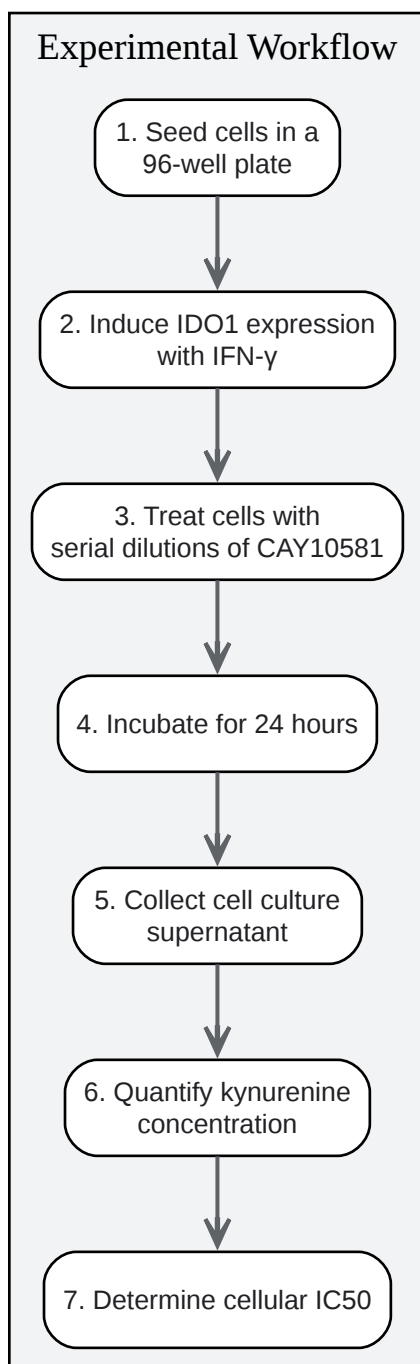 Experimental Workflow
1. Seed cells in a
96-well plate
2. Induce IDO1 expression
with IFN-γ
3. Treat cells with
serial dilutions of CAY10581
4. Incubate for 24 hours
5. Collect cell culture
supernatant
6. Quantify kynurenine
concentration
7. Determine cellular IC50